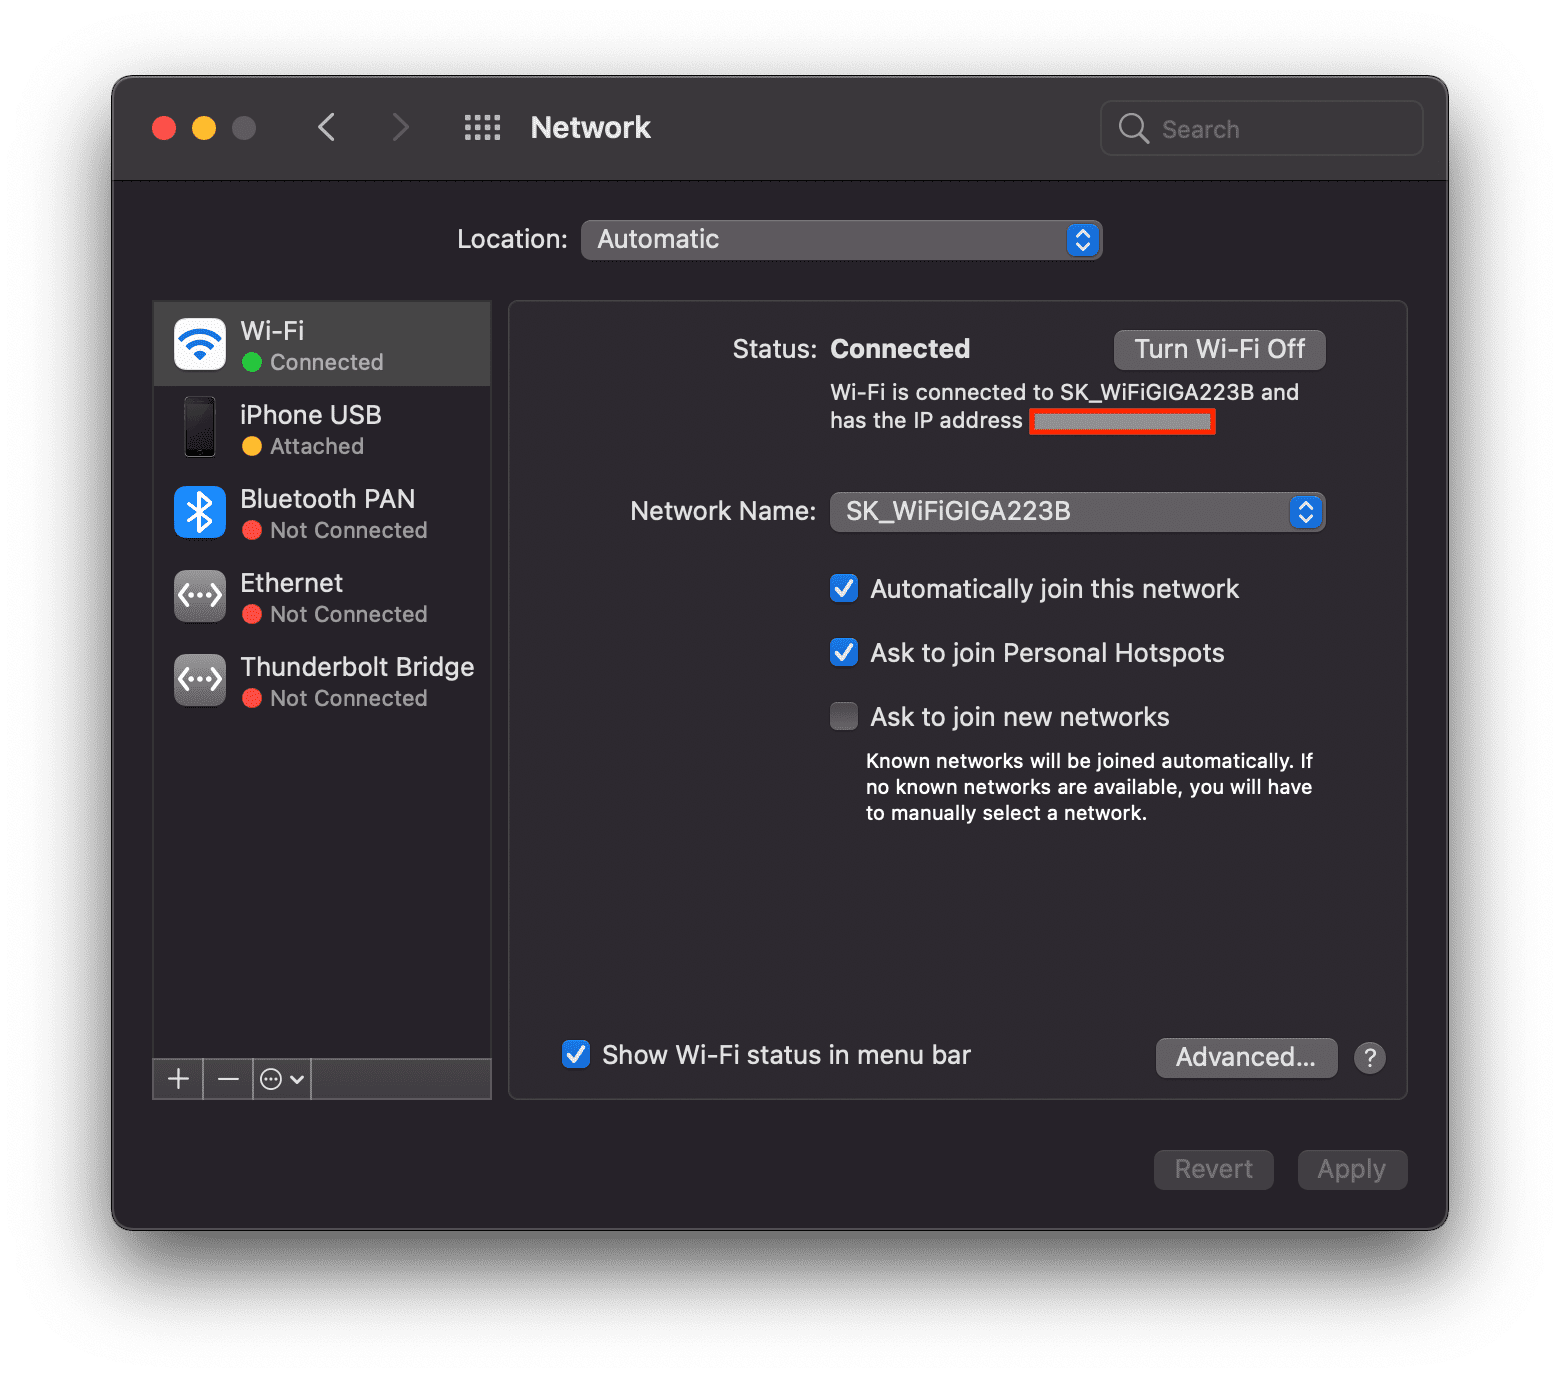 Network
Search
Location: Automatic
Wi-Fi
Connected
iPhone USB
Attached
Bluetooth PAN
Not Connected
Ethernet
Not Connected
Thunderbolt Bridge
Not Connected
Status: Connected
Turn Wi-Fi Off
Wi-Fi is connected to SK_WiFiGIGA223B and
has the IP address
Network Name: SK_WiFiGIGA223B
Automatically join this network
Ask to join Personal Hotspots
Ask to join new networks
Known networks will be joined automatically. If
no known networks are available, you will have
to manually select a network.
Show Wi-Fi status in menu bar
Advanced...
?
Revert
Apply